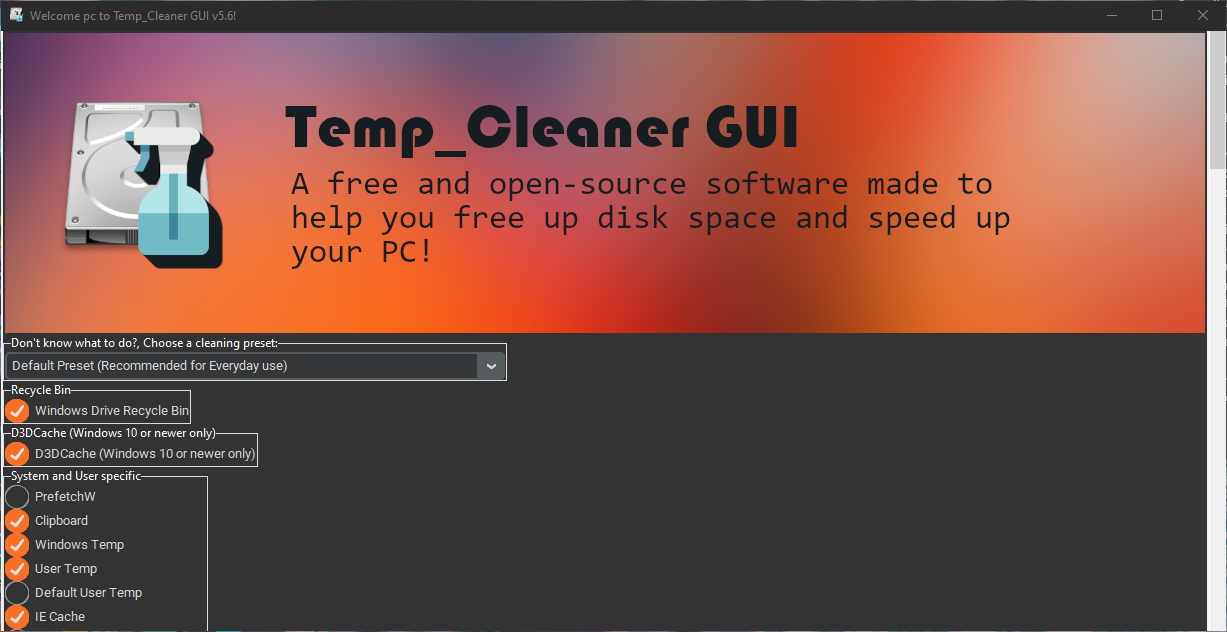 Welcome pc to Temp_Cleaner GUI v5.6!
Temp_Cleaner GUI
A free and open-source software made to
help you free up disk space and speed up
your PC!
Don't know what to do?, Choose a cleaning preset:
Default Preset (Recommended for Everyday use)
Recycle Bin
Windows Drive Recycle Bin
D3DCache (Windows 10 or newer only)
D3DCache (Windows 10 or newer only)
System and User specific
PrefetchW
Clipboard
Windows Temp
User Temp
Default User Temp
IE Cache